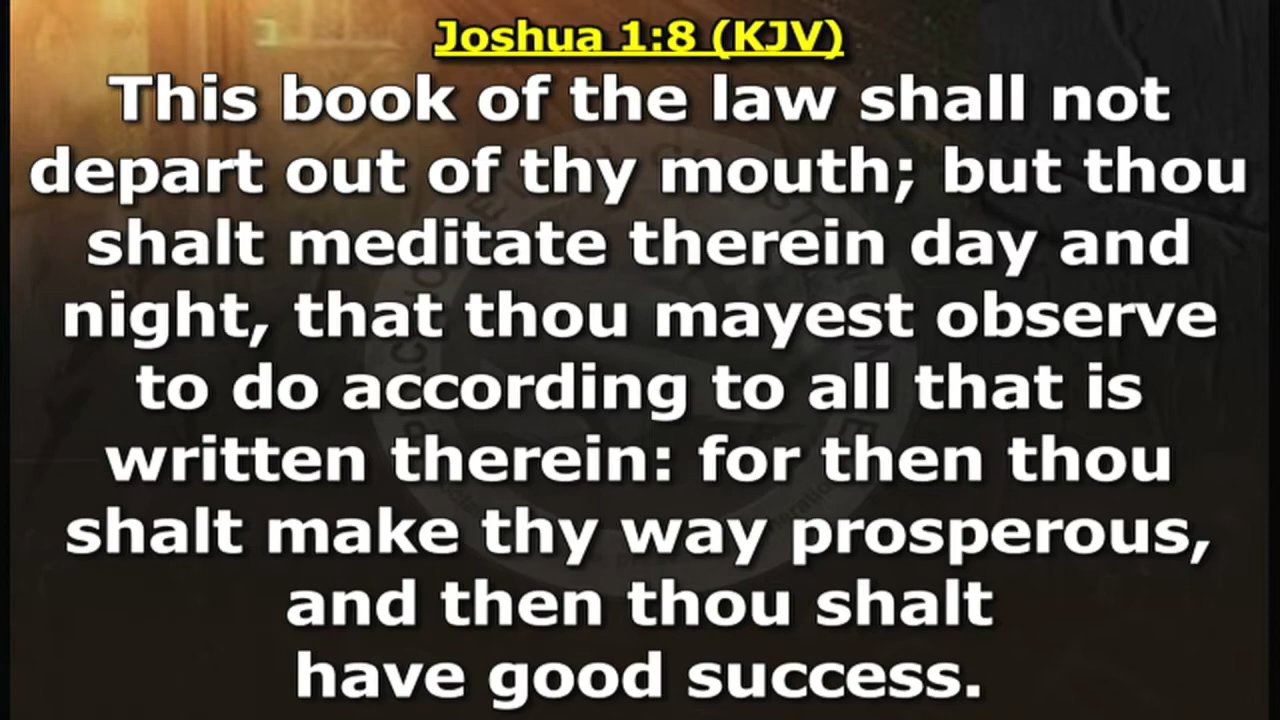 Joshua 1:8 (KJV)
This book of the law shall not
depart out of thy mouth; but thou
shalt meditate therein day and
night, that thou mayest observe
to do according to all that is
written therein: for then thou
shalt make thy way prosperous,
and then thou shalt
have good success.